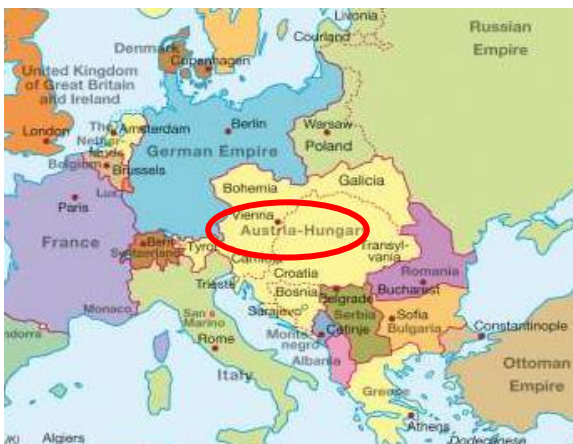 Livonia
Courland
Russian
Empire
Denmark
Copenhagen
United Kingdom
of Great Britain
and Ireland
London
The
Nether-
lands
Amsterdam
Berlin
German Empire
Warsaw
Poland
Belgium
Brussels
Lux.
Paris
France
Bohemia
Galicia
Vienna
Austria-Hungar
Bern
Switzerland
Tyrol
Carniola
Transyl-
vania
Trieste
Croatia
Romania
Bucharest
Bosnia
Belgrade
Sarajevo
Serbia
Monaco
San
Marino
Rome
Italy
Monte-
negro
Cetinje
Sofia
Bulgaria
Constantinople
Albania
Ottoman
Empire
Greece
Athens
ndorra
Algiers
Dodecanese